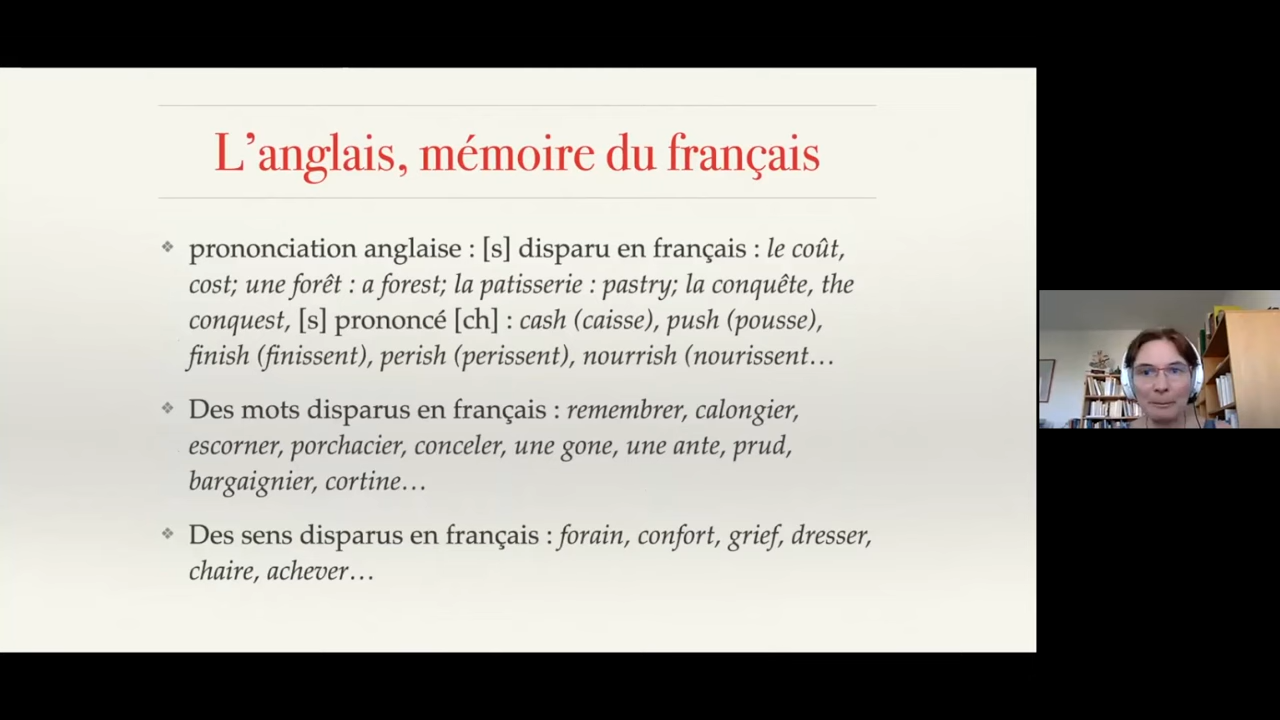 L’anglais, mémoire du français
❖ prononciation anglaise : [s] disparu en français : le coût,
cost; une forêt : a forest; la patisserie : pastry; la conquête, the
conquest, [s] prononcé [ch] : cash (caisse), push (pousse),
finish (finissent), perish (perissent), nourrish (nourissent…
❖ Des mots disparus en français : remembrer, calongier,
escorner, porchacier, conceler, une gone, une ante, prud,
bargaignier, cortine…
❖ Des sens disparus en français : forain, confort, grief, dresser,
chaire, achever…